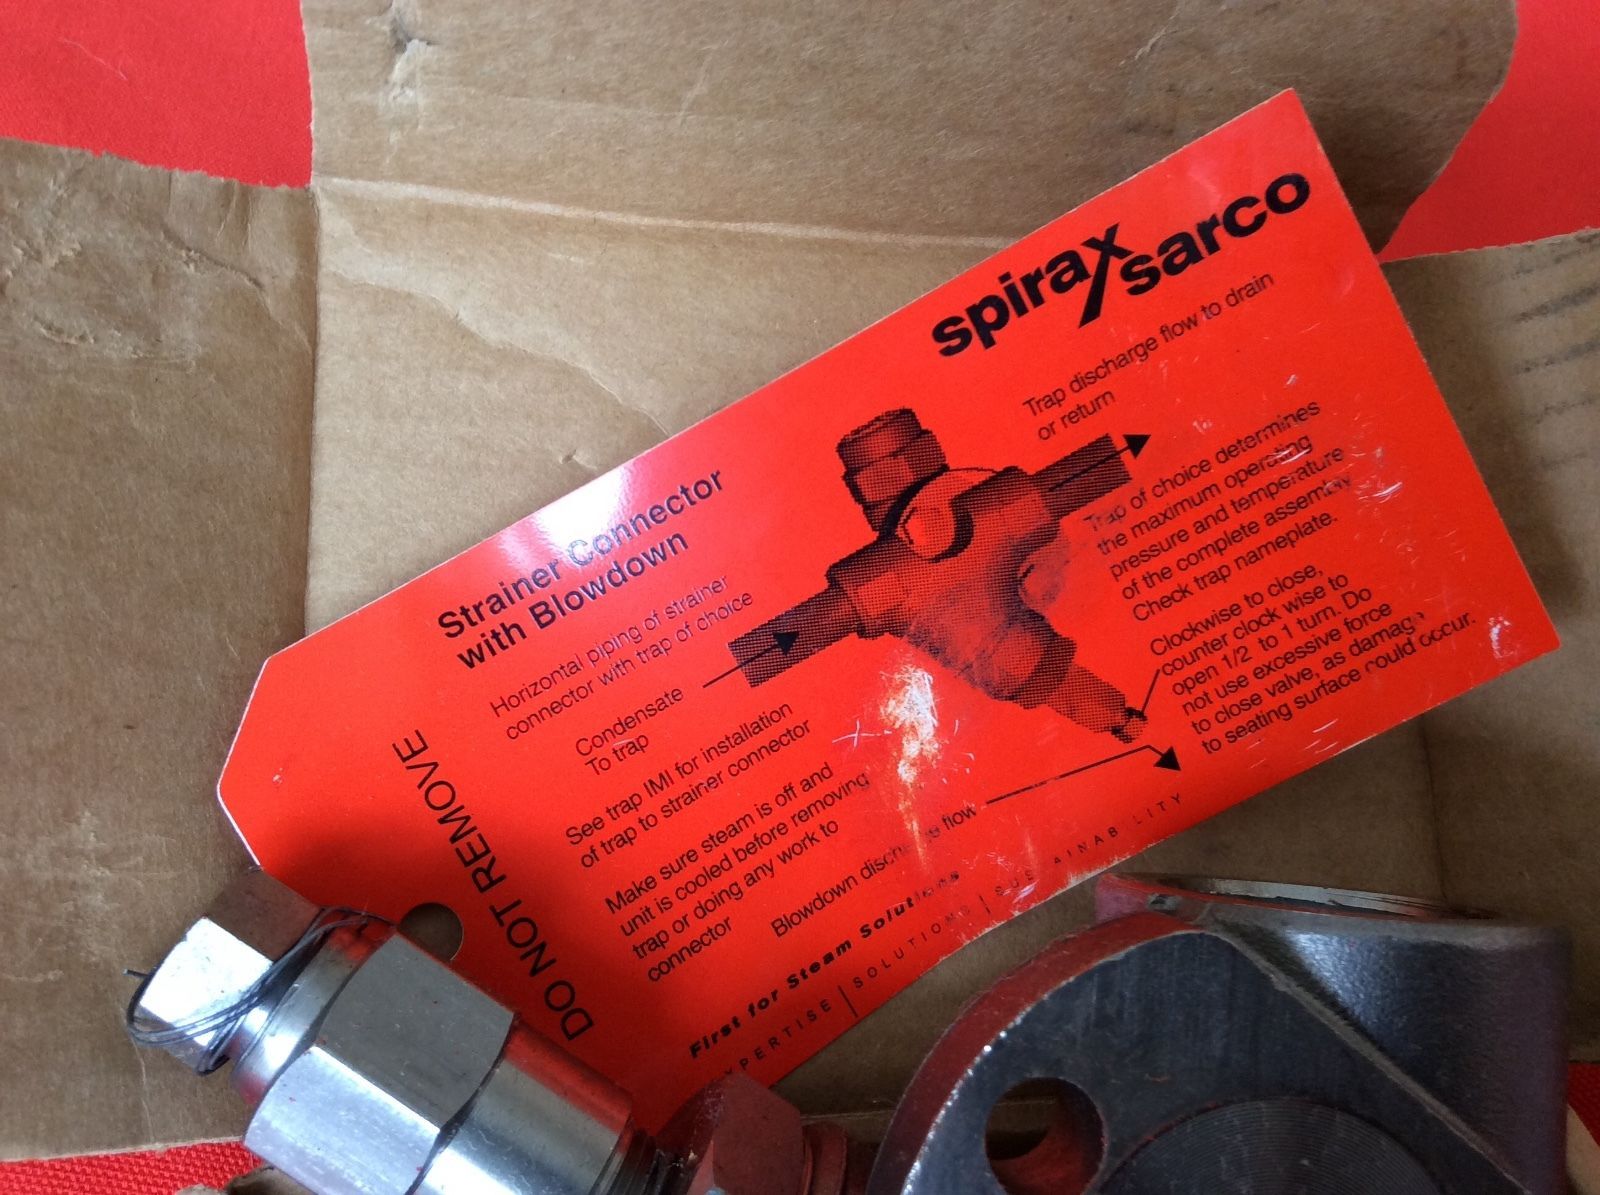 spirax
sarco
Strainer Connector
with Blowdown
Horizontal piping of strainer
connector with trap of choice
Condensate
To trap
See trap IMI for installation
of trap to strainer connector
Make sure steam is off and
unit is cooled before removing
trap or doing any work to
connector
DO NOT REMOVE
Trap discharge flow to drain
or return
Trap of choice determines
the maximum operating
pressure and temperature
of the complete assembly
Check trap nameplate.
Clockwise to close,
counter clock wise to
open 1/2 to 1 turn. Do
not use excessive force
to close valve, as damage
to seating surface could occur.
Blowdown discharge flow
First for Steam Solutions
XPERTISE | SOLUTIONS | SUSTAINABILITY